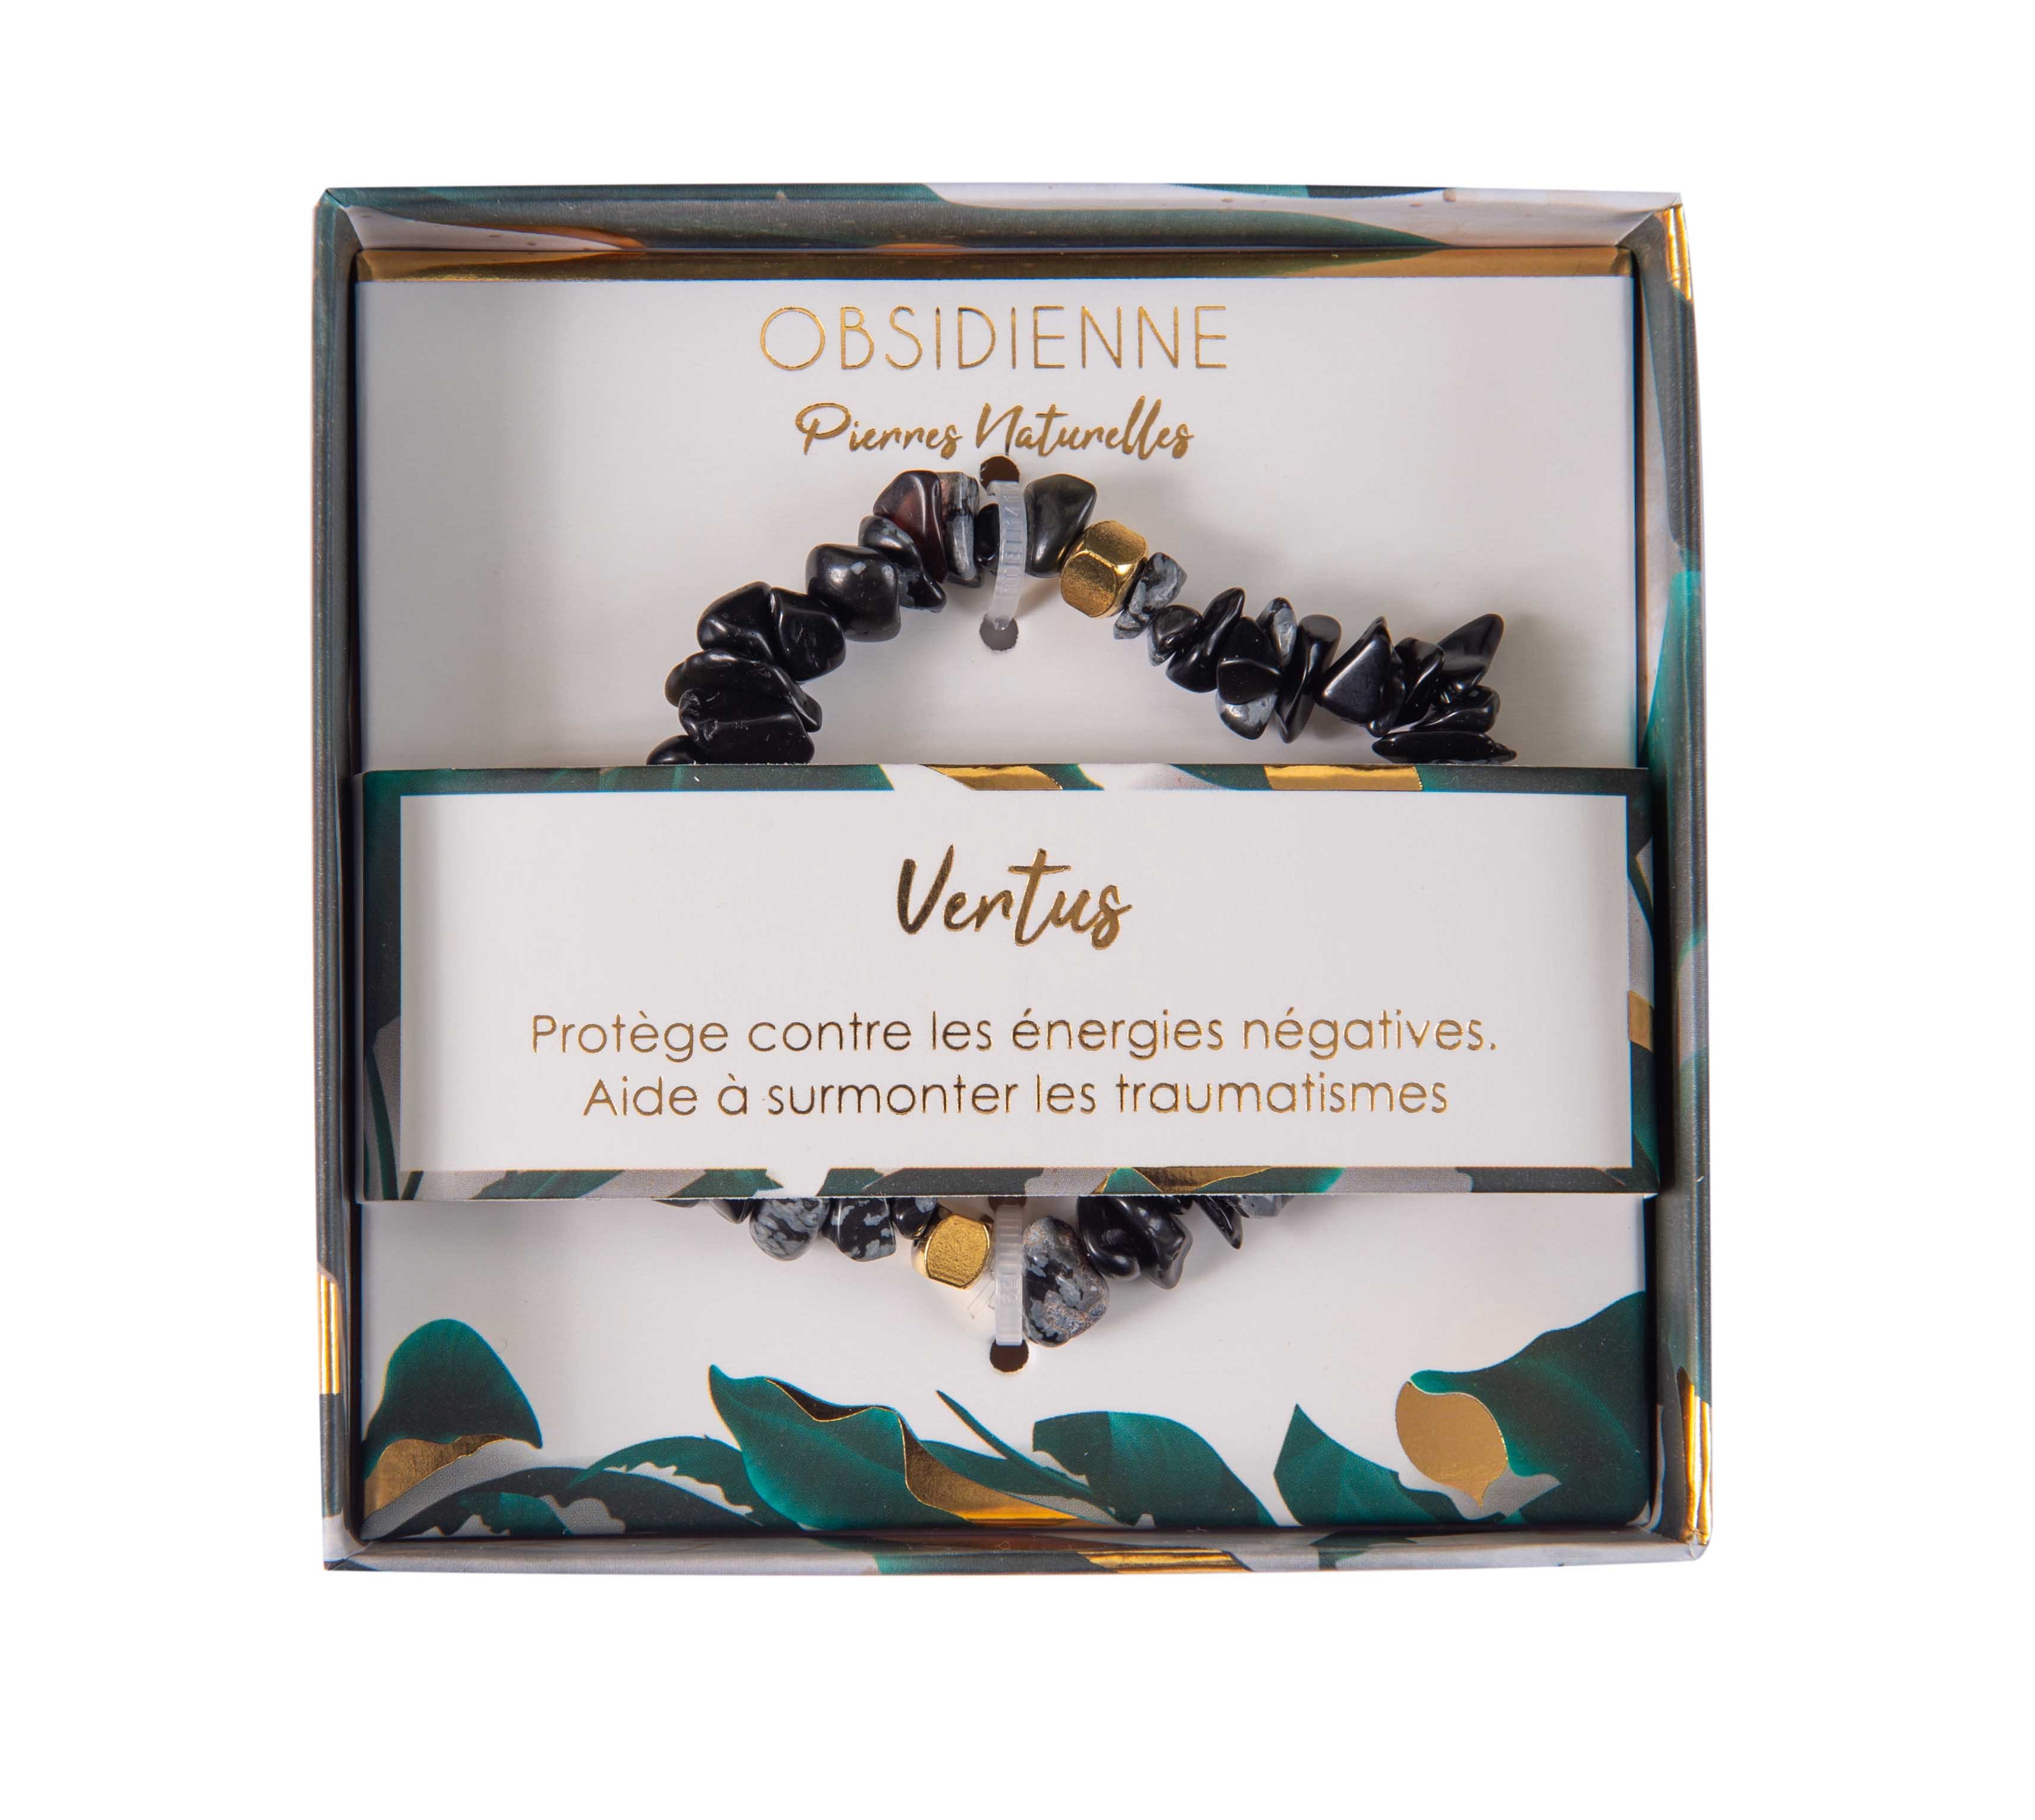 OBSIDIENNE
Pierres Naturelles
Vertus
Protège contre les énergies négatives.
Aide à surmonter les traumatismes